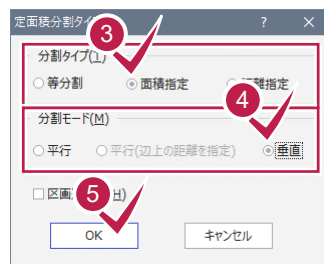 定面積分割タイ ? ×
3
分割タイプ(T)
等分割 面積指定 離指定
4
分割モード(M)
平行 平行(辺上の距離を指定) 垂直
区画 5 H)
OK キャンセル